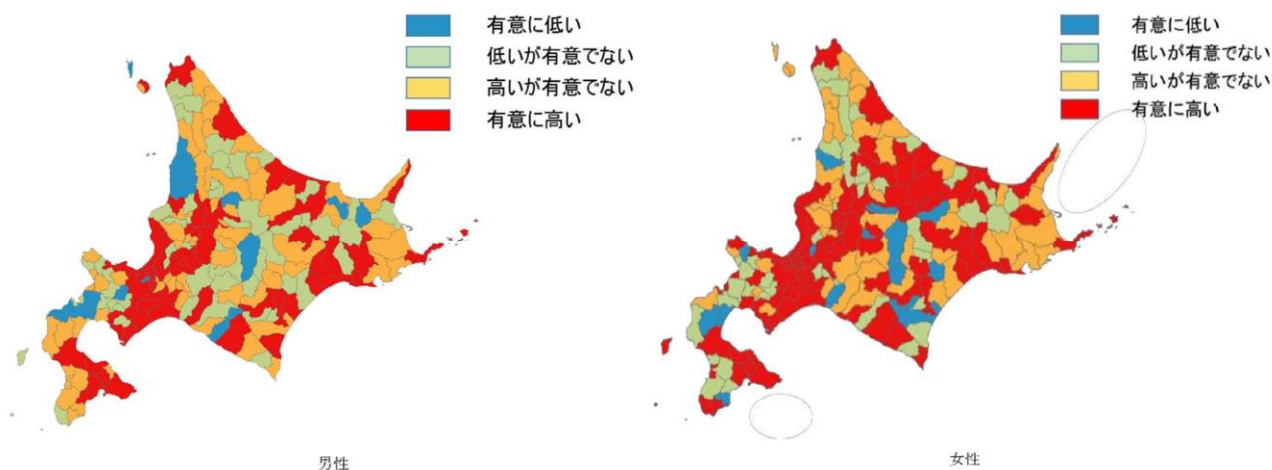 有意に低い
低いが有意でない
高いが有意でない
有意に高い
男性
有意に低い
低いが有意でない
高いが有意でない
有意に高い
女性